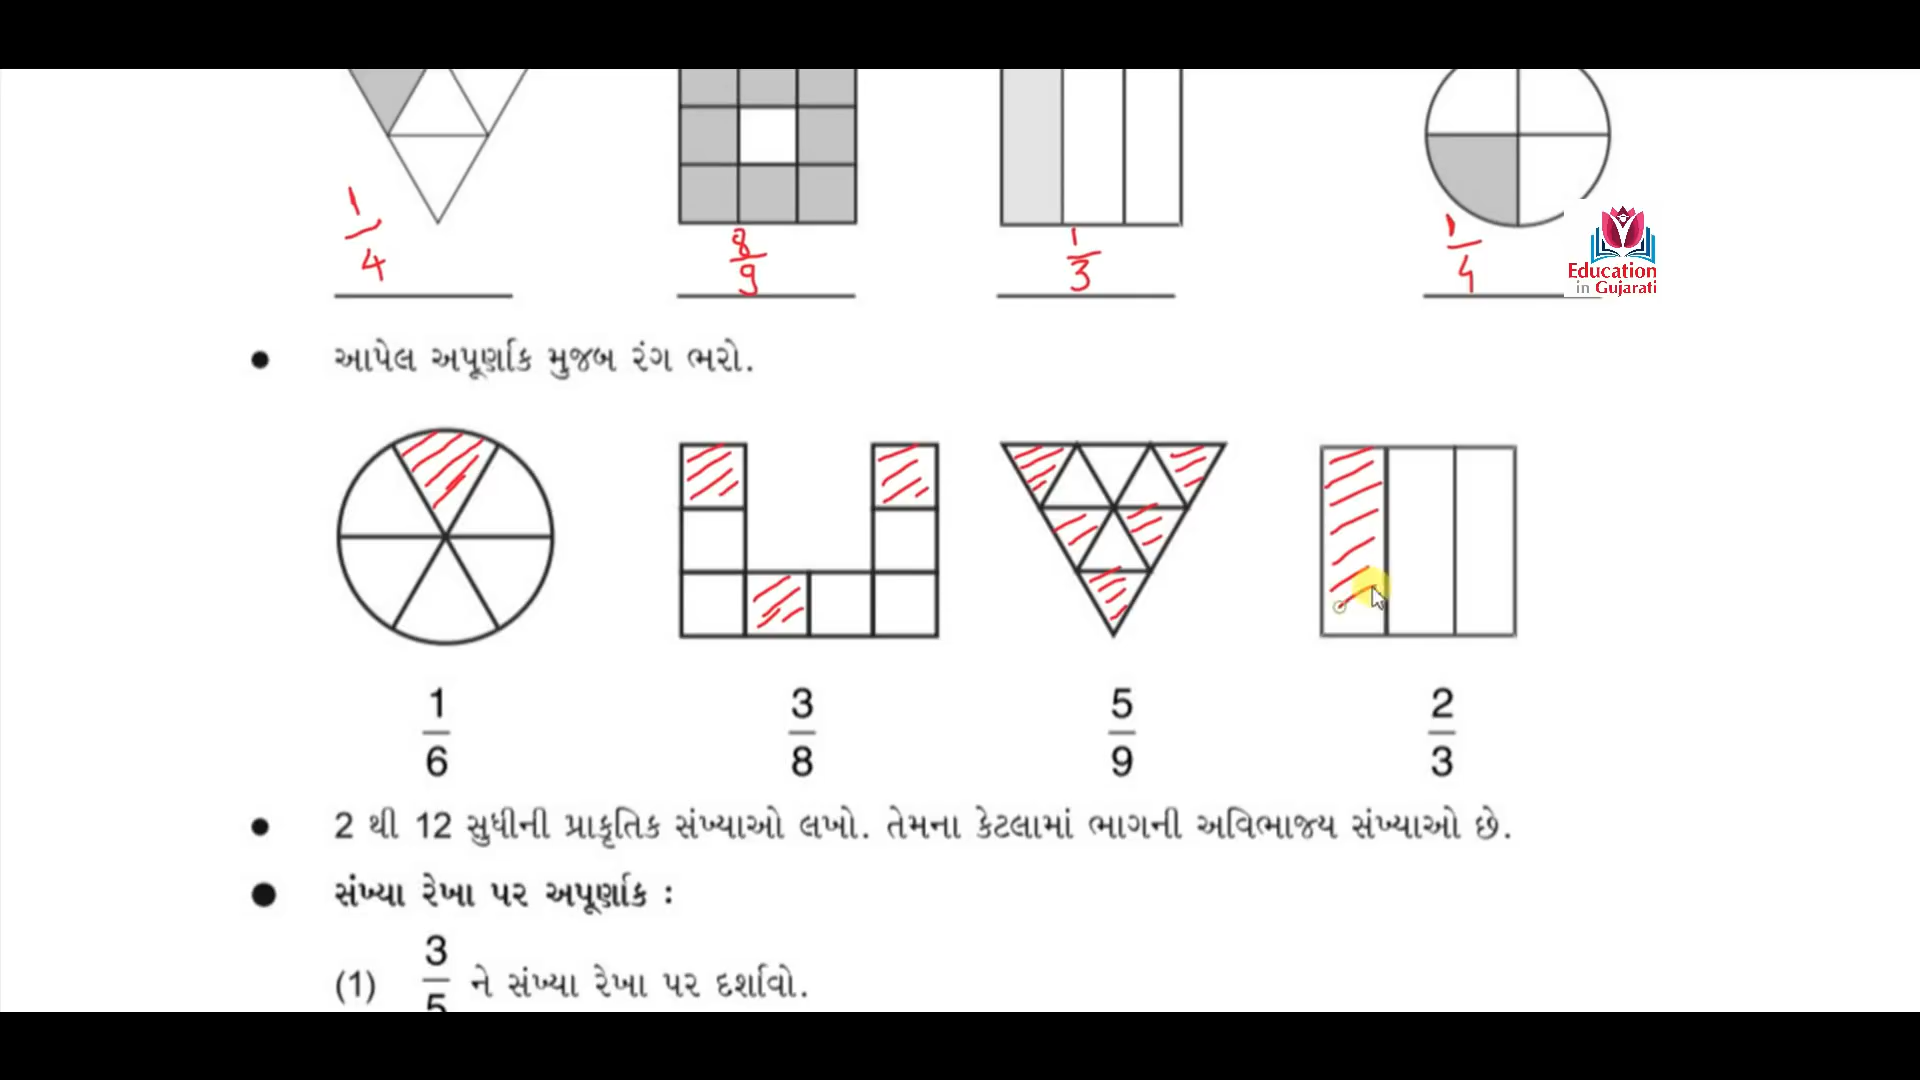 1/4 8/9 1/3 1/4
Education
in Gujarati
આપેલ અપૂર્ણાંક મુજબ રંગ ભરો.
1/6 3/8 5/9 2/3
2 થી 12 સુધીની પ્રાકૃતિક સંખ્યાઓ લખો. તેમના કેટલામાં ભાગની અવિભાજ્ય સંખ્યાઓ છે.
સંખ્યા રેખા પર અપૂર્ણાંક :
(1) 3/5 ને સંખ્યા રેખા પર દર્શાવો.